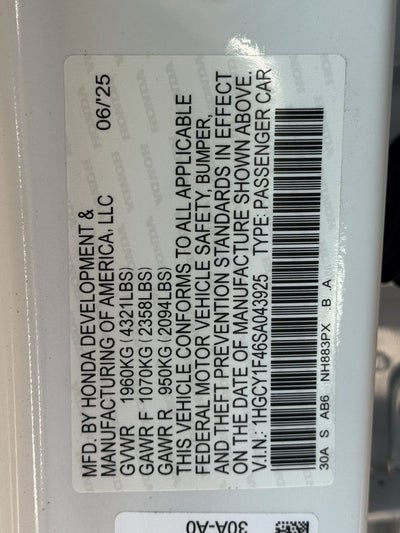 MFD. BY HONDA DEVELOPMENT &
MANUFACTURING OF AMERICA, LLC 06/'25
GVWR 1960KG (4321LBS)
GAWR F 1070KG (2358LBS)
GAWR R 950KG (2094LBS)
THIS VEHICLE CONFORMS TO ALL APPLICABLE
FEDERAL MOTOR VEHICLE SAFETY, BUMPER,
AND THEFT PREVENTION STANDARDS IN EFFECT
ON THE DATE OF MANUFACTURE SHOWN ABOVE.
V.I.N.: 1HGCY1F46SA043925 TYPE: PASSENGER CAR
30A S AB6 NH883PX .B A
30A-A0